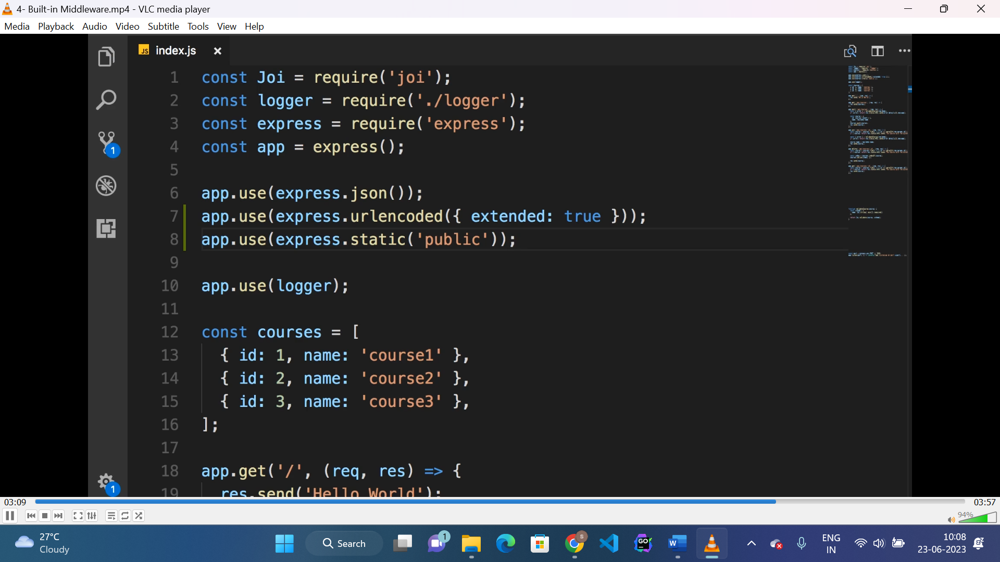 4- Built-in Middleware.mp4 - VLC media player
Media Playback Audio Video Subtitle Tools View Help
JS index.js
1 const Joi = require('joi');
2 const logger = require('./logger');
3 const express = require('express');
4 const app = express();
5
6 app.use(express.json());
7 app.use(express.urlencoded({ extended: true }));
8 app.use(express.static('public'));
9
10 app.use(logger);
11
12 const courses = [
13 { id: 1, name: 'course1' },
14 { id: 2, name: 'course2' },
15 { id: 3, name: 'course3' },
16 ];
17
18 app.get('/', (req, res) => {
19 res.send('Hello World');
1
1
03:09
03:57
94%
27°C
Cloudy
Search
1
S
GO
W
ENG
IN
10:08
23-06-2023